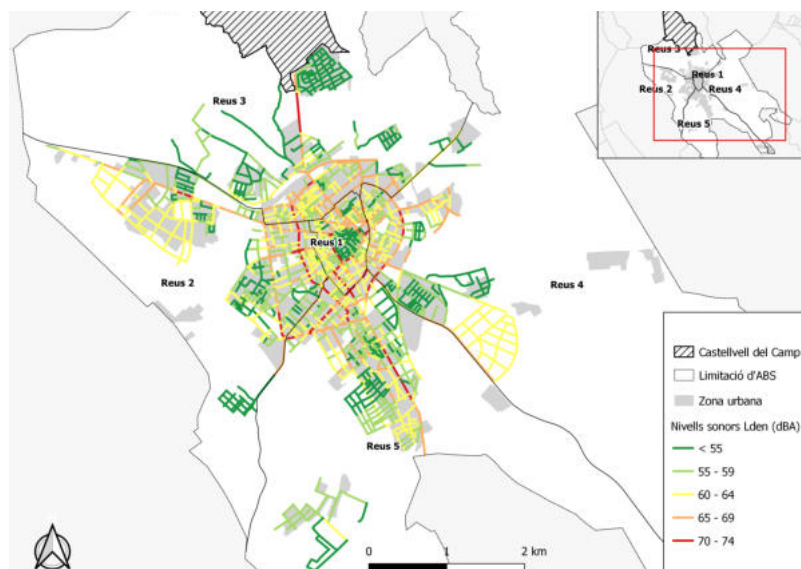 Reus 3
Reus 1
Reus 2
Reus 4
Reus 5
Reus 3
Reus 1
Reus 2
Reus 4
Reus 5
Castellvell del Camp
Limitació d'ABS
Zona urbana
Nivells sonors Lden (dBA)
< 55
55 - 59
60 - 64
65 - 69
70 - 74
0 1 2 km